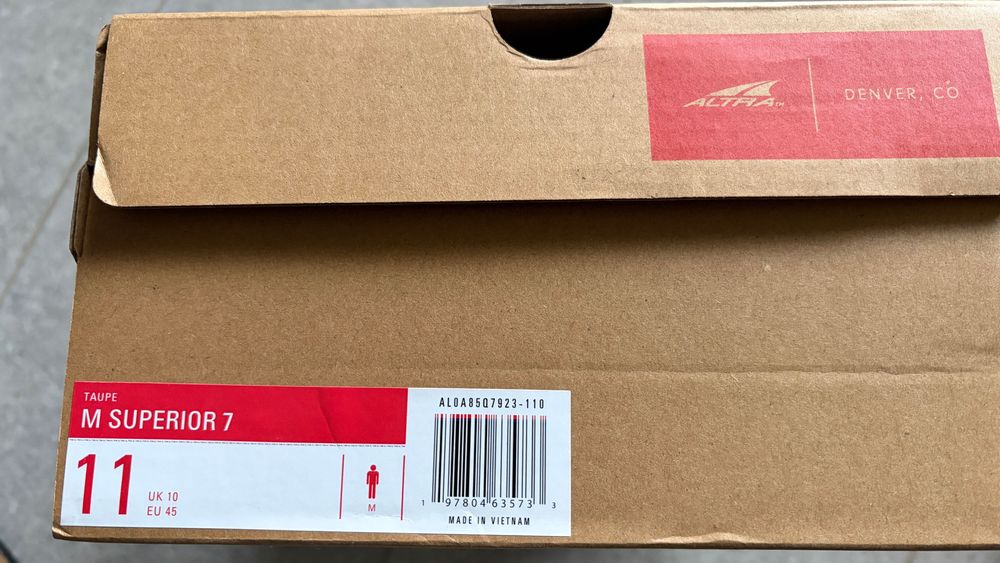 ALTRA™
DENVER, CO
TAUPE
M SUPERIOR 7
11
UK 10
EU 45
M
AL0A85Q7923-110
1 97804 63573 3
MADE IN VIETNAM